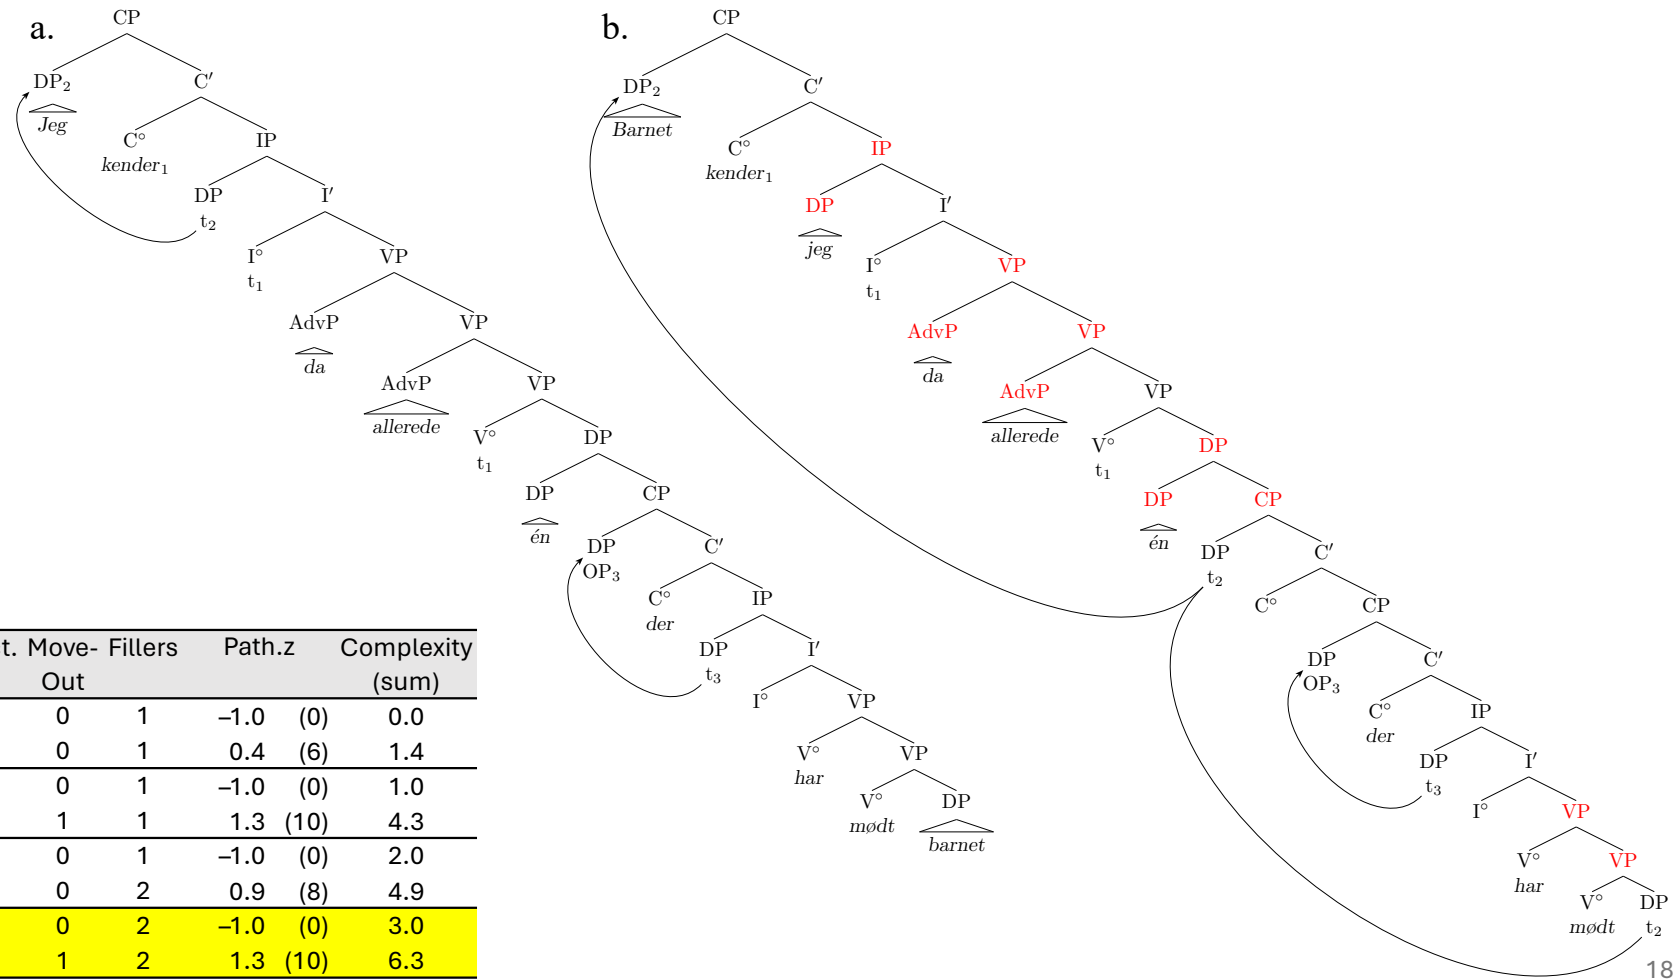 a.
CP
DP₂ C′
Jeg
C° IP
kender₁
DP I′
t₂
I° VP
t₁
AdvP VP
da
AdvP VP
allerede
V° DP
t₁
DP CP
én
DP C′
OP₃
C° IP
der
DP I′
t₃
I° VP
V° VP
har
V° DP
mødt barnet
b.
CP
DP₂ C′
Barnet
C° IP
kender₁
DP I′
jeg
I° VP
t₁
AdvP VP
da
AdvP VP
allerede
V° DP
t₁
DP CP
én
DP C′
t₂
C° CP
DP C′
OP₃
C° IP
der
DP I′
t₃
I° VP
V° VP
har
V° DP
mødt t₂
t. Move- Fillers Path.z Complexity
Out (sum)
0 1 –1.0 (0) 0.0
0 1 0.4 (6) 1.4
0 1 –1.0 (0) 1.0
1 1 1.3 (10) 4.3
0 1 –1.0 (0) 2.0
0 2 0.9 (8) 4.9
0 2 –1.0 (0) 3.0
1 2 1.3 (10) 6.3
18